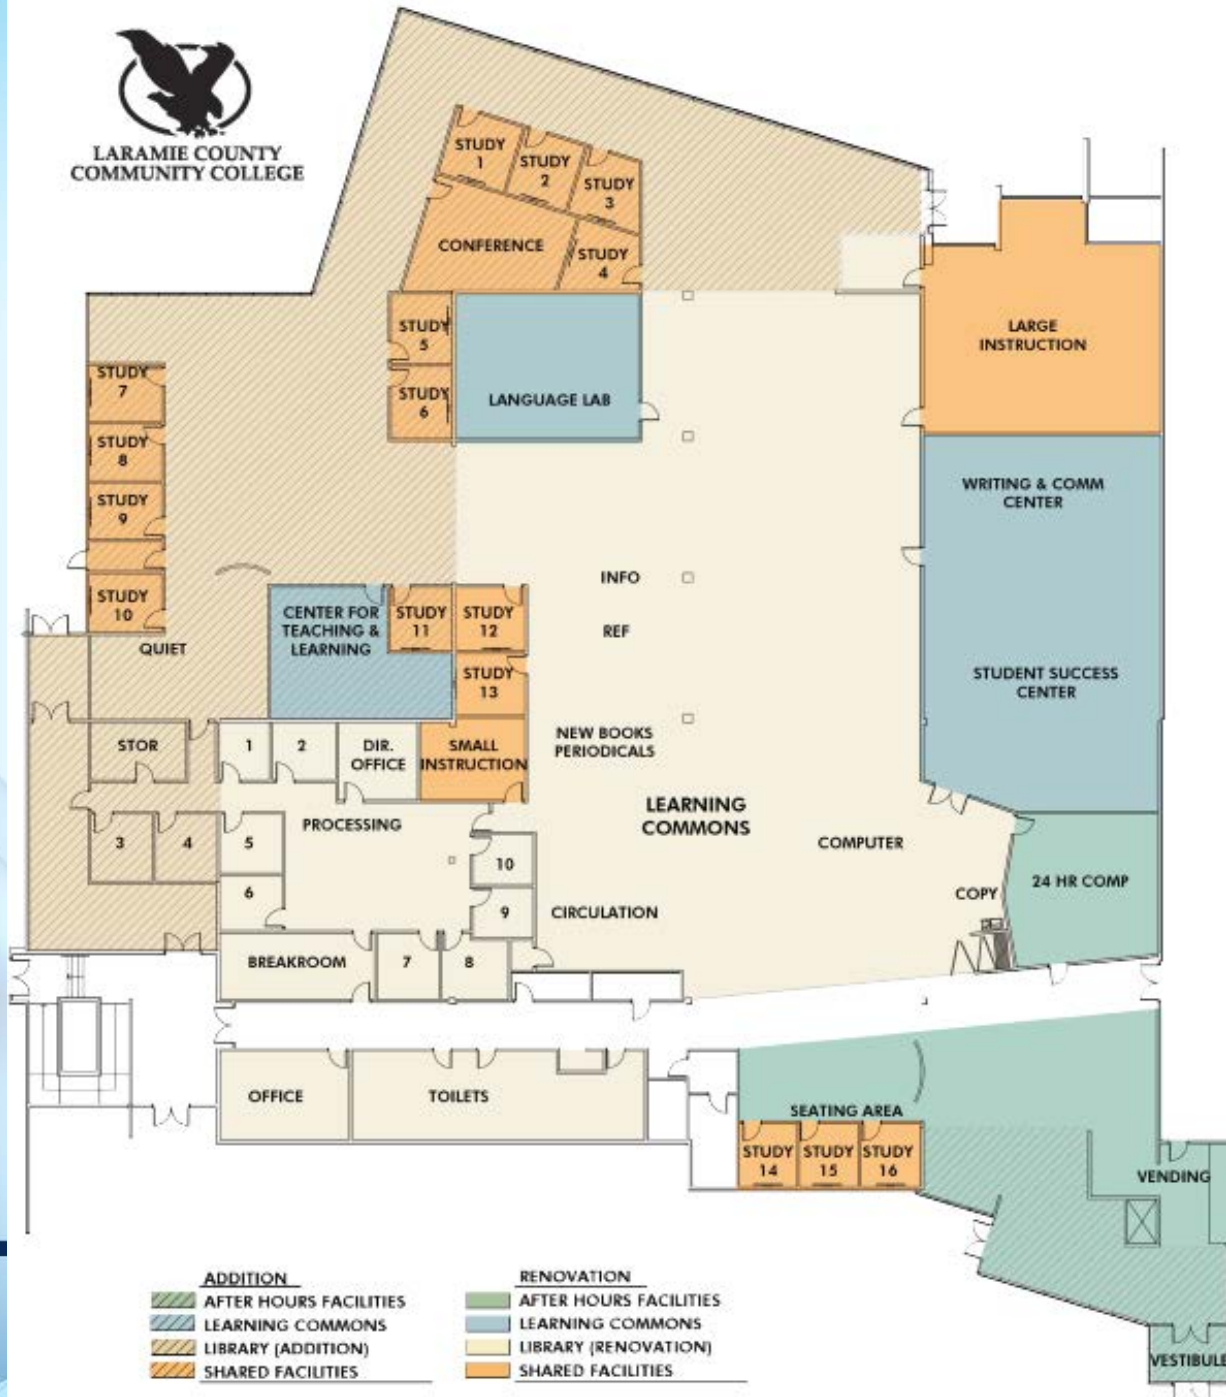 LARAMIE COUNTY
COMMUNITY COLLEGE
STUDY
1
STUDY
2
STUDY
3
CONFERENCE
STUDY
4
STUDY
5
STUDY
6
LANGUAGE LAB
LARGE
INSTRUCTION
STUDY
7
STUDY
8
STUDY
9
STUDY
10
QUIET
WRITING & COMM
CENTER
INFO
REF
CENTER FOR
TEACHING &
LEARNING
STUDY
11
STUDY
12
STUDY
13
STUDENT SUCCESS
CENTER
STOR
1
2
DIR.
OFFICE
SMALL
INSTRUCTION
NEW BOOKS
PERIODICALS
LEARNING
COMMONS
PROCESSING
COMPUTER
3
4
5
6
10
9
CIRCULATION
COPY
24 HR COMP
BREAKROOM
7
8
OFFICE
TOILETS
SEATING AREA
STUDY
14
STUDY
15
STUDY
16
VENDING
VESTIBULE
ADDITION
AFTER HOURS FACILITIES
LEARNING COMMONS
LIBRARY (ADDITION)
SHARED FACILITIES
RENOVATION
AFTER HOURS FACILITIES
LEARNING COMMONS
LIBRARY (RENOVATION)
SHARED FACILITIES